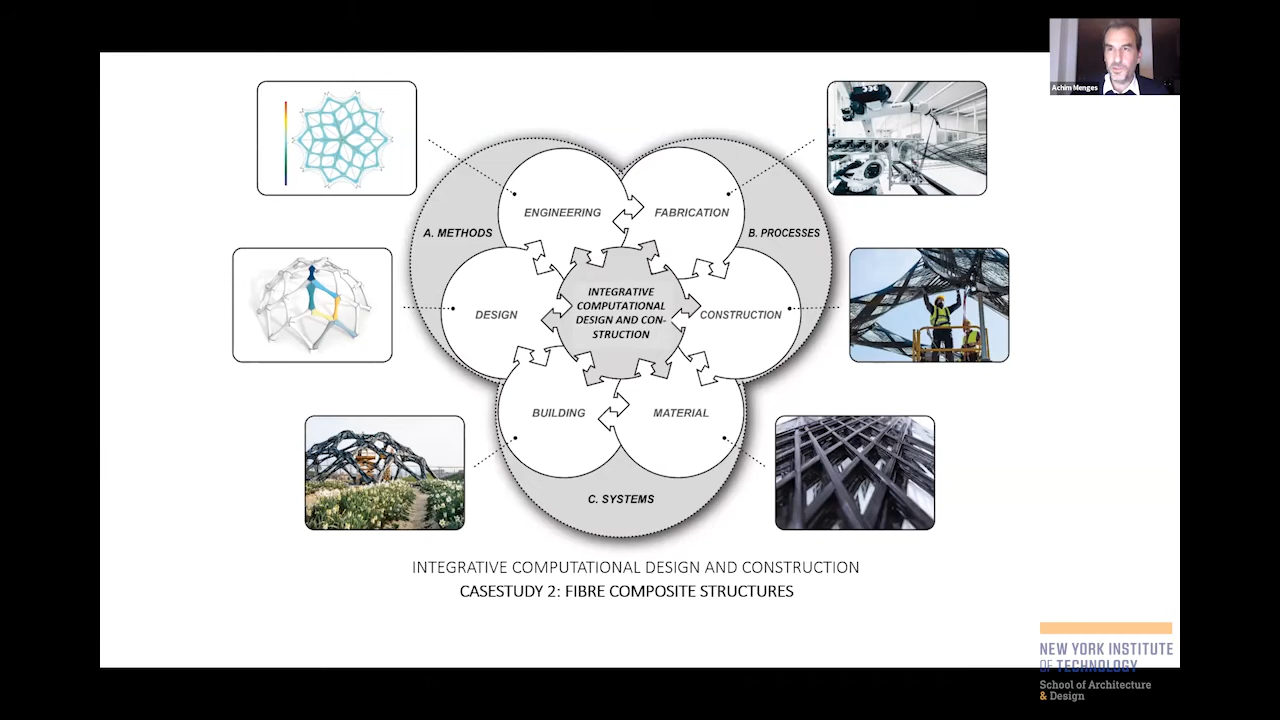 Achim Menges
ENGINEERING
FABRICATION
A. METHODS
B. PROCESSES
INTEGRATIVE
COMPUTATIONAL
DESIGN AND CON-
STRUCTION
DESIGN
CONSTRUCTION
BUILDING
MATERIAL
C. SYSTEMS
INTEGRATIVE COMPUTATIONAL DESIGN AND CONSTRUCTION
CASESTUDY 2: FIBRE COMPOSITE STRUCTURES
NEW YORK INSTITUTE
OF TECHNOLOGY
School of Architecture
& Design